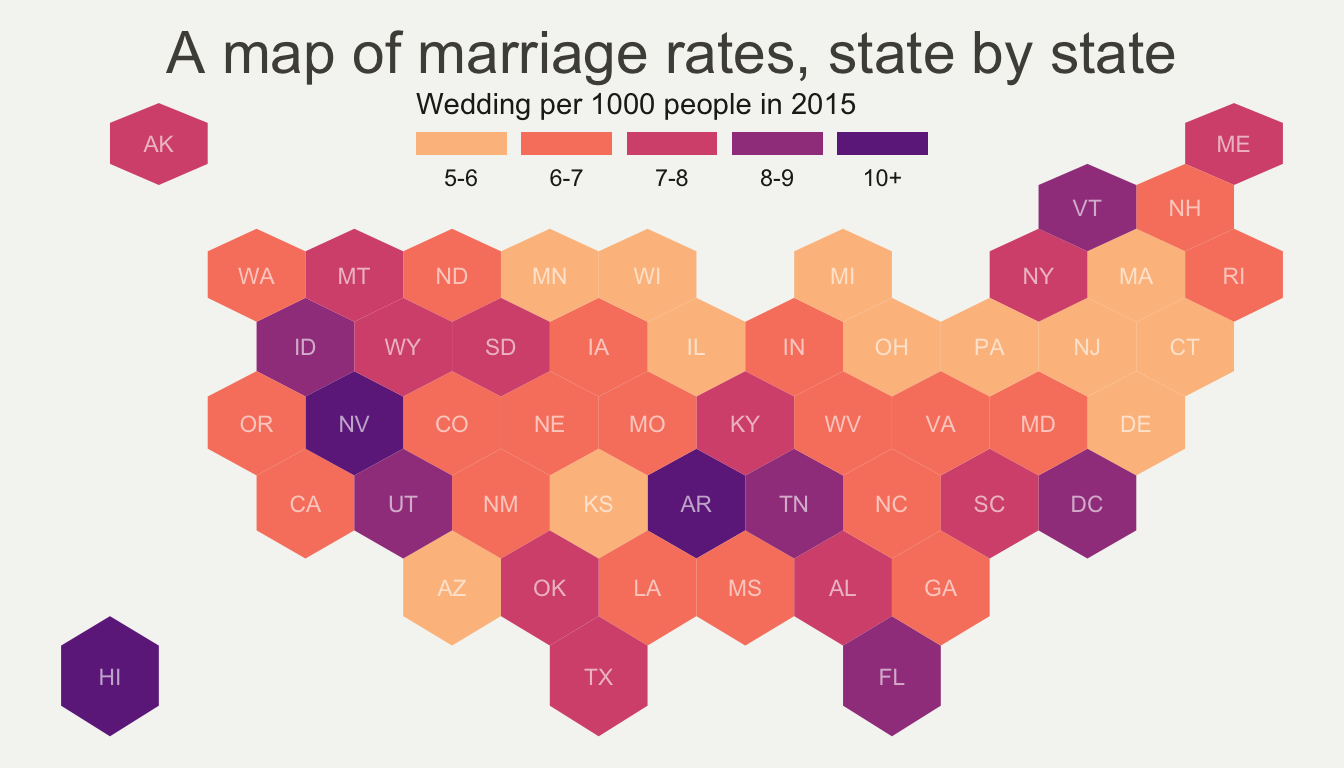 A map of marriage rates, state by state
Wedding per 1000 people in 2015
5-6 6-7 7-8 8-9 10+
AK ME
VT NH
WA MT ND MN WI MI NY MA RI
ID WY SD IA IL IN OH PA NJ CT
OR NV CO NE MO KY WV VA MD DE
CA UT NM KS AR TN NC SC DC
AZ OK LA MS AL GA
HI TX FL